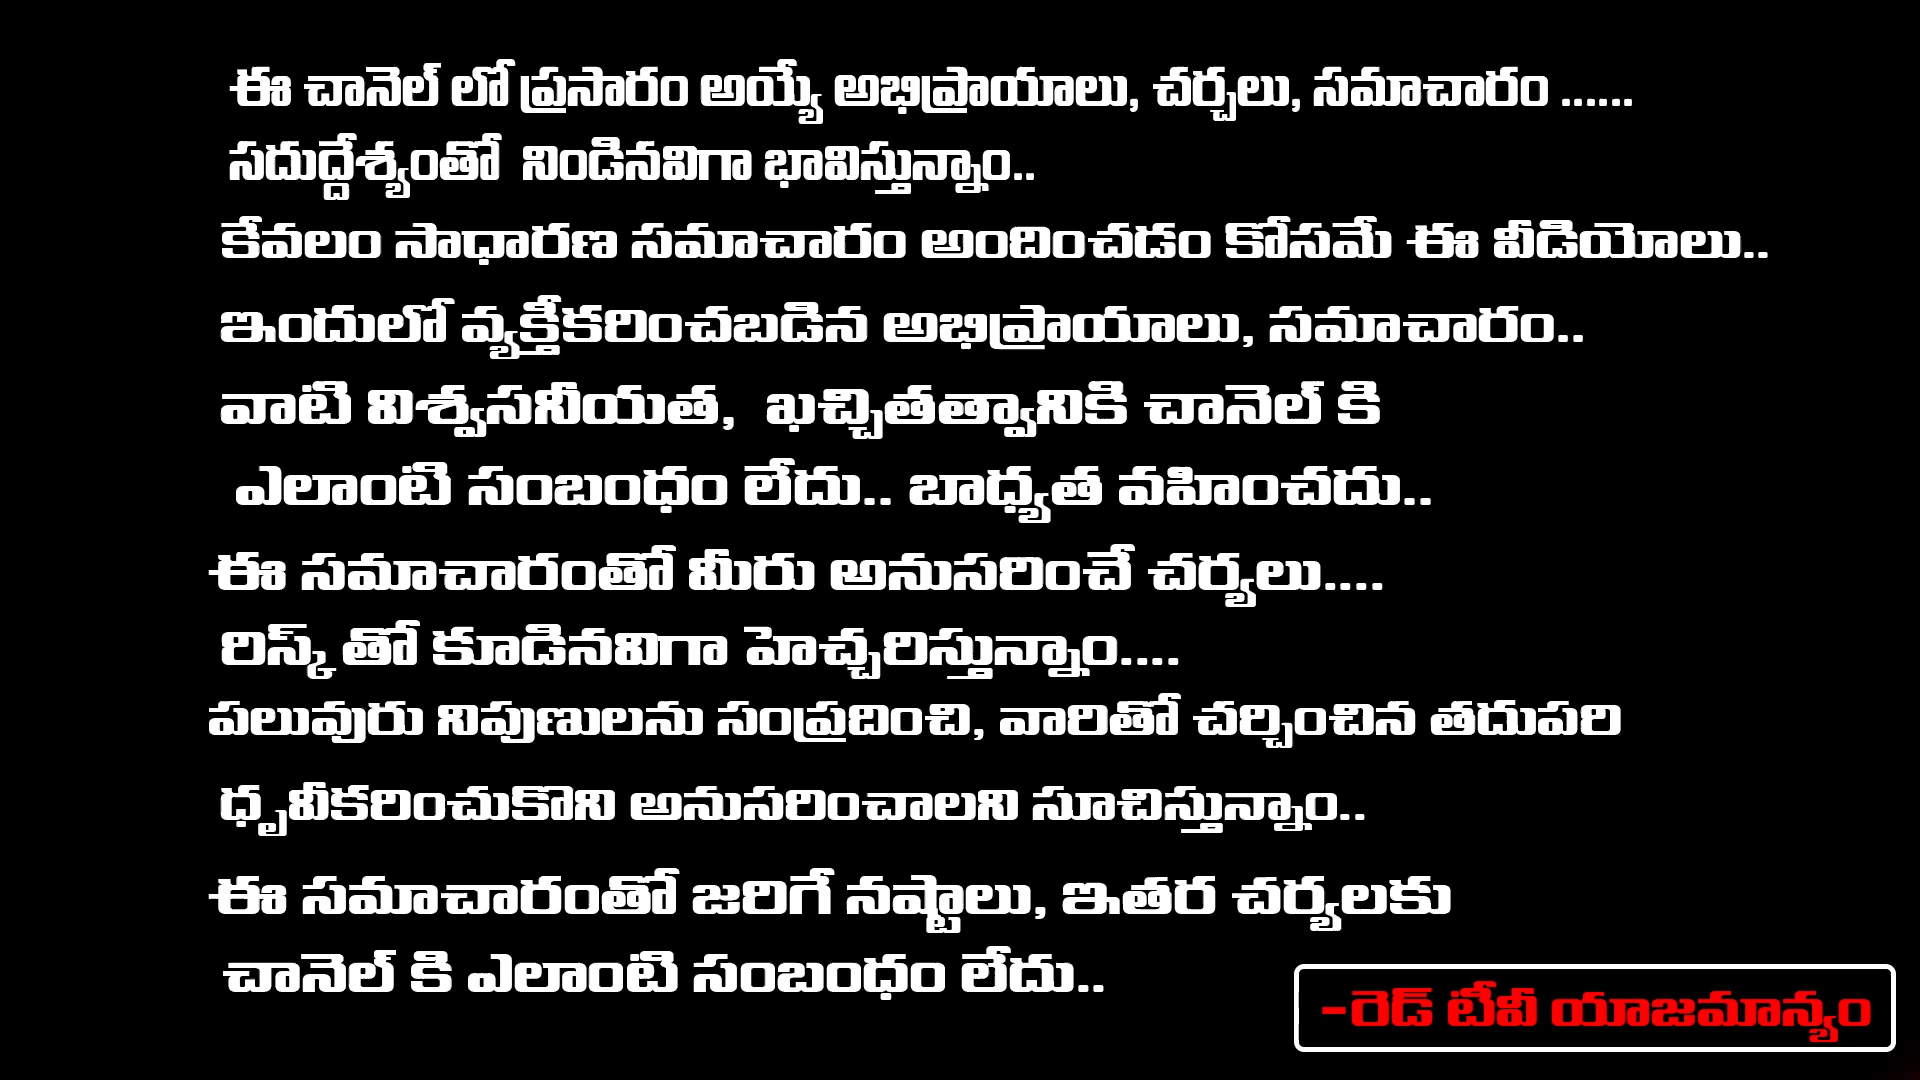 ఈ చానెల్ లో ప్రసారం అయ్యే అభిప్రాయాలు, చర్చలు, సమాచారం ......
సదుద్దేశ్యంతో నిండినవిగా భావిస్తున్నాం..
కేవలం సాధారణ సమాచారం అందించడం కోసమే ఈ వీడియోలు..
ఇందులో వ్యక్తీకరించబడిన అభిప్రాయాలు, సమాచారం..
వాటి విశ్వసనీయత, ఖచ్చితత్వానికి చానెల్ కి
ఎలాంటి సంబంధం లేదు.. బాధ్యత వహించదు..
ఈ సమాచారంతో మీరు అనుసరించే చర్యలు....
రిస్క్ తో కూడినవిగా హెచ్చరిస్తున్నాం....
పలువురు నిపుణులను సంప్రదించి, వారితో చర్చించిన తదుపరి
ధృవీకరించుకొని అనుసరించాలని సూచిస్తున్నాం..
ఈ సమాచారంతో జరిగే నష్టాలు, ఇతర చర్యలకు
చానెల్ కి ఎలాంటి సంబంధం లేదు..
-రెడ్ టీవీ యాజమాన్యం